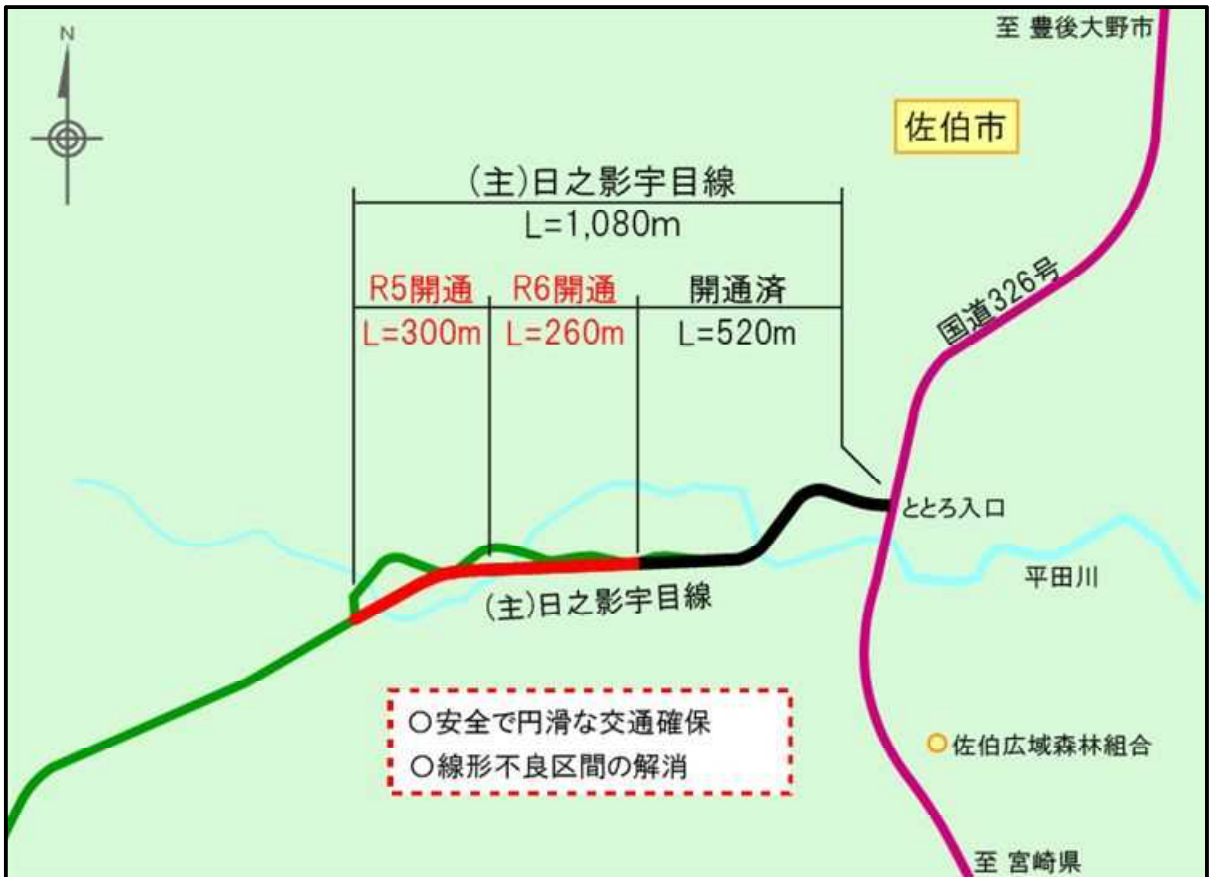 N
至 豊後大野市
佐伯市
(主)日之影宇目線
L=1,080m
R5開通
R6開通
開通済
L=300m
L=260m
L=520m
国道326号
ととろ入口
平田川
(主)日之影宇目線
○安全で円滑な交通確保
○線形不良区間の解消
佐伯広域森林組合
至 宮崎県